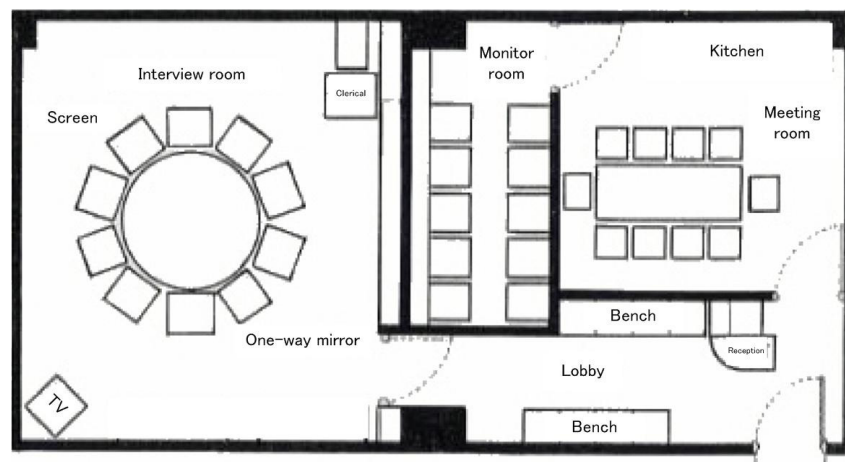 Interview room
Screen
Clerical
Monitor
room
Kitchen
Meeting
room
One-way mirror
Bench
Reception
Lobby
TV
Bench